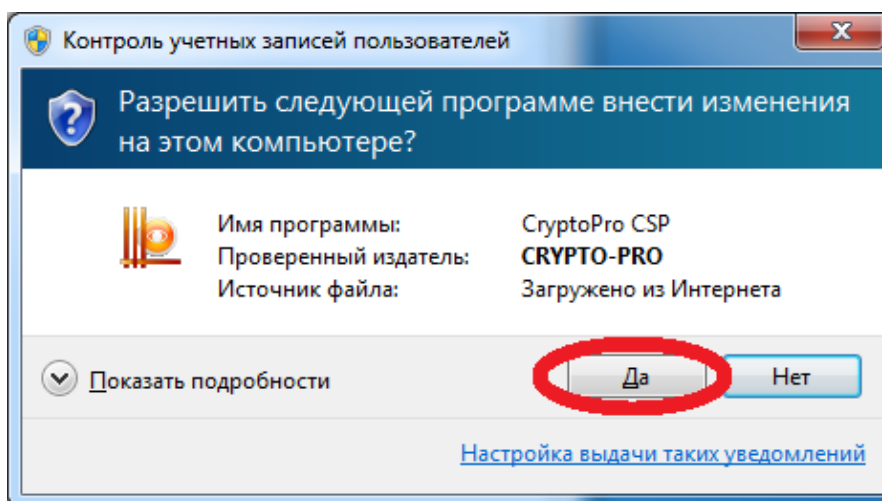 Контроль учетных записей пользователей
Разрешить следующей программе внести изменения
на этом компьютере?
Имя программы: CryptoPro CSP
Проверенный издатель: CRYPTO-PRO
Источник файла: Загружено из Интернета
Показать подробности
Да Нет
Настройка выдачи таких уведомлений